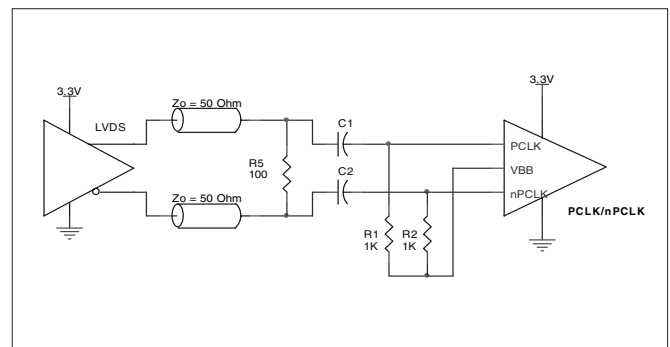 3.3V
LVDS
Zo = 50 Ohm
Zo = 50 Ohm
R5
100
C1
C2
R1
1K
R2
1K
3.3V
PCLK
VBB
nPCLK
PCLK/nPCLK